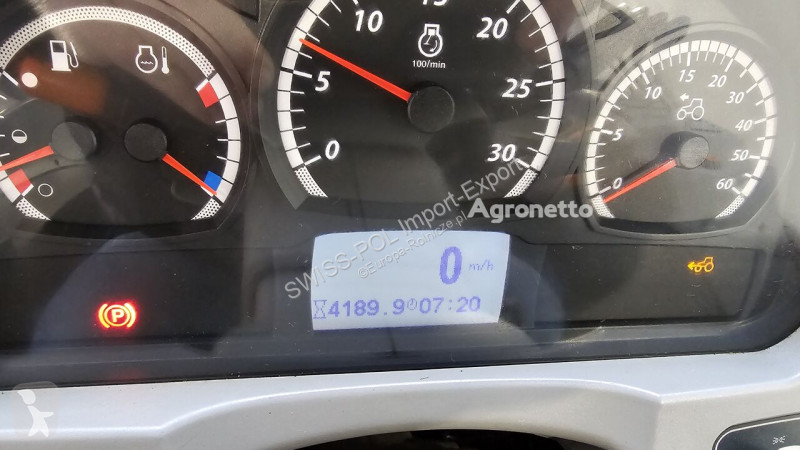 10 15 20
5 25
0 30
100/min
0 5 10 15 20 30 40 50 60
SWISS-POL Import-Export
©Europa-Rolnicze.pl
Agronetto
0 m/h
4189.9 07:20
P